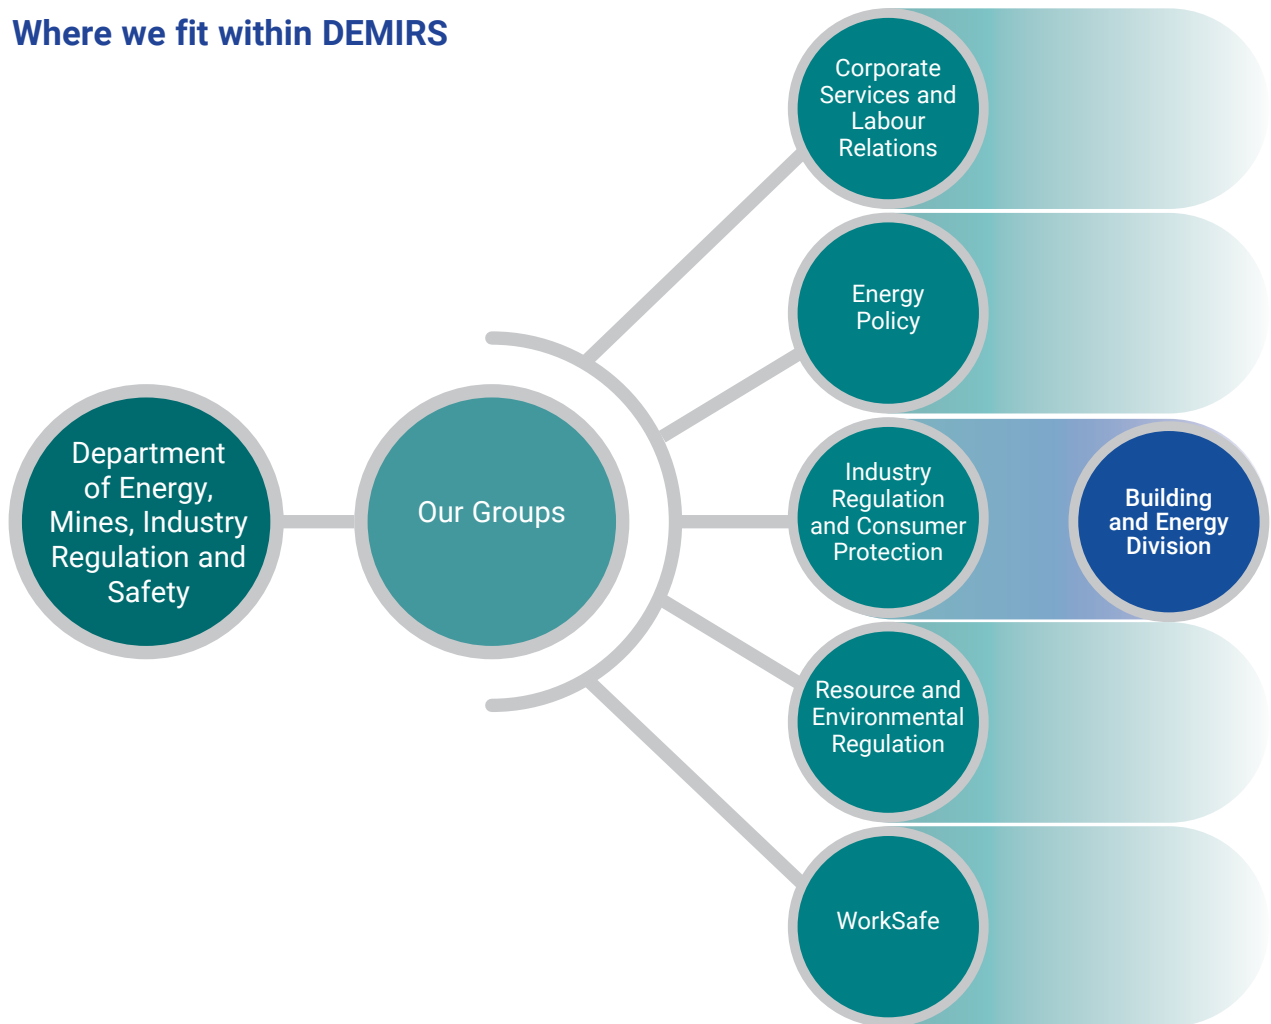 Where we fit within DEMIRS
Corporate
Services and
Labour
Relations
Energy
Policy
Department
of Energy,
Mines, Industry
Regulation and
Safety
Our Groups
Industry
Regulation
and Consumer
Protection
Building
and Energy
Division
Resource and
Environmental
Regulation
WorkSafe